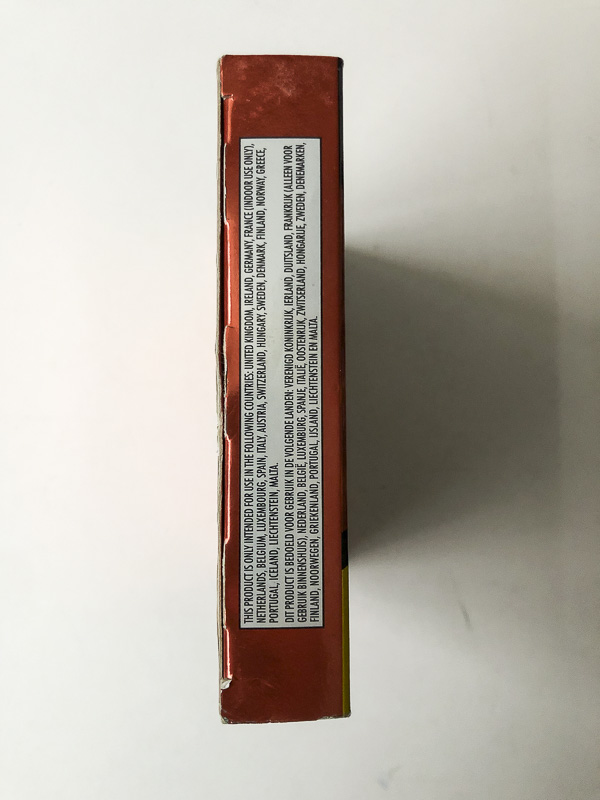 THIS PRODUCT IS ONLY INTENDED FOR USE IN THE FOLLOWING COUNTRIES: UNITED KINGDOM, IRELAND, GERMANY, FRANCE (INDOOR USE ONLY),
NETHERLANDS, BELGIUM, LUXEMBOURG, SPAIN, ITALY, AUSTRIA, SWITZERLAND, HUNGARY, SWEDEN, DENMARK, FINLAND, NORWAY, GREECE,
PORTUGAL, ICELAND, LIECHTENSTEIN, MALTA.
DIT PRODUCT IS BEDOELD VOOR GEBRUIK IN DE VOLGENDE LANDEN: VERENIGD KONINKRIJK, IERLAND, DUITSLAND, FRANKRIJK (ALLEEN VOOR
GEBRUIK BINNENSHUIS), NEDERLAND, BELGIË, LUXEMBURG, SPANJE, ITALIË, OOSTENRIJK, ZWITSERLAND, HONGARIJE, ZWEDEN, DENEMARKEN,
FINLAND, NOORWEGEN, GRIEKENLAND, PORTUGAL, IJSLAND, LIECHTENSTEIN EN MALTA.